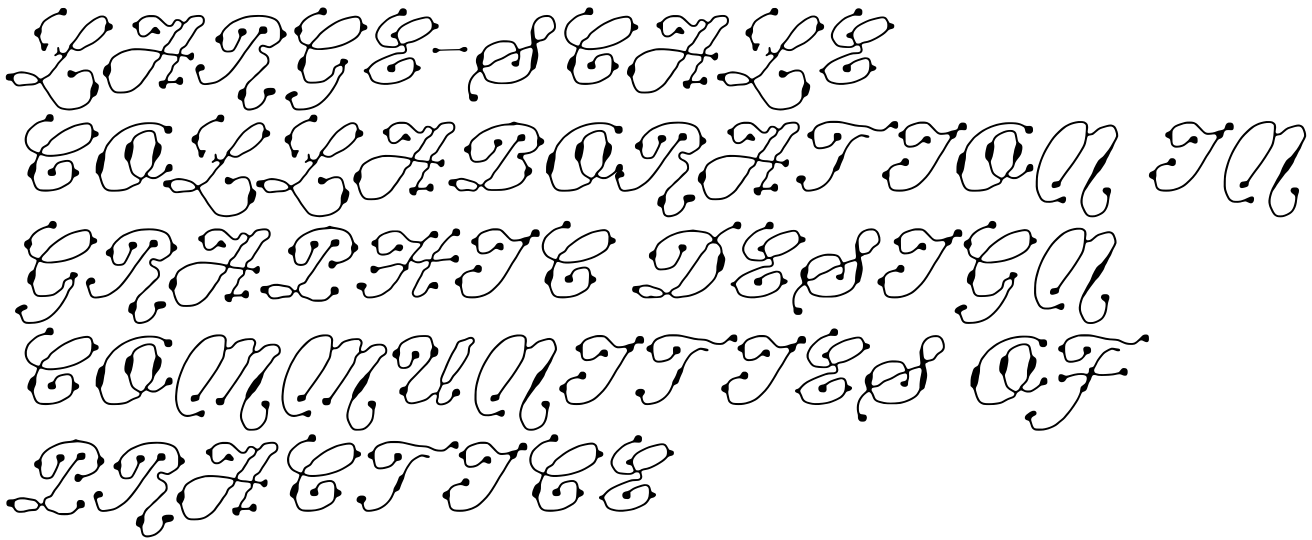 LARGE-SCALE
COLLABORATION IN
GRAPHIC DESIGN
COMMUNITIES OF
PRACTICE